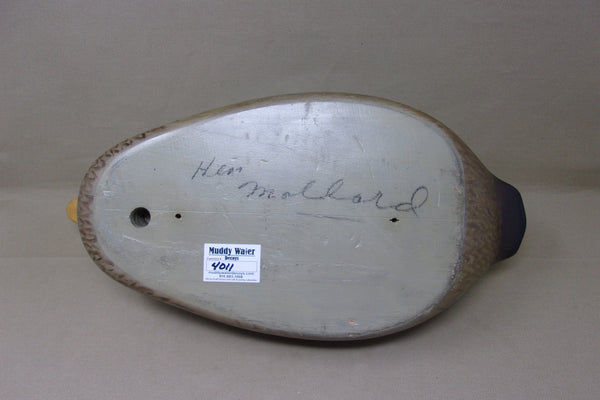 Hen
Mallard
Muddy Water
Decoys
4011